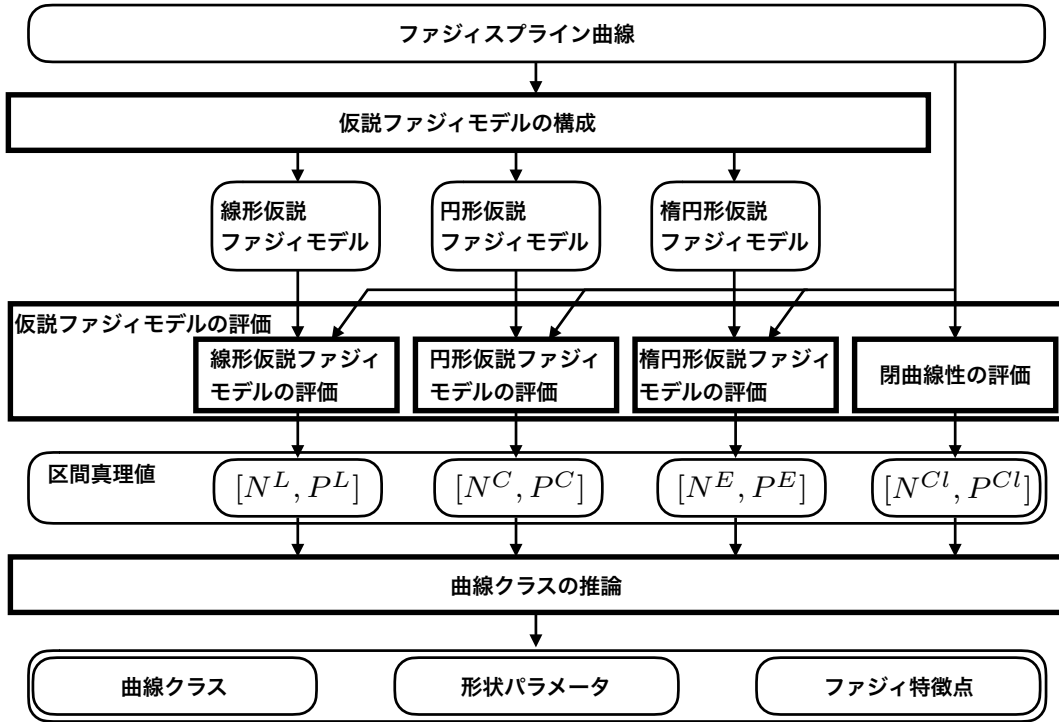 ファジィスプライン曲線
仮説ファジィモデルの構成
線形仮説
ファジィモデル
円形仮説
ファジィモデル
楕円形仮説
ファジィモデル
仮説ファジィモデルの評価
線形仮説ファジィ
モデルの評価
円形仮説ファジィ
モデルの評価
楕円形仮説ファジィ
モデルの評価
閉曲線性の評価
区間真理値
[N^L, P^L]
[N^C, P^C]
[N^E, P^E]
[N^{Cl}, P^{Cl}]
曲線クラスの推論
曲線クラス
形状パラメータ
ファジィ特徴点